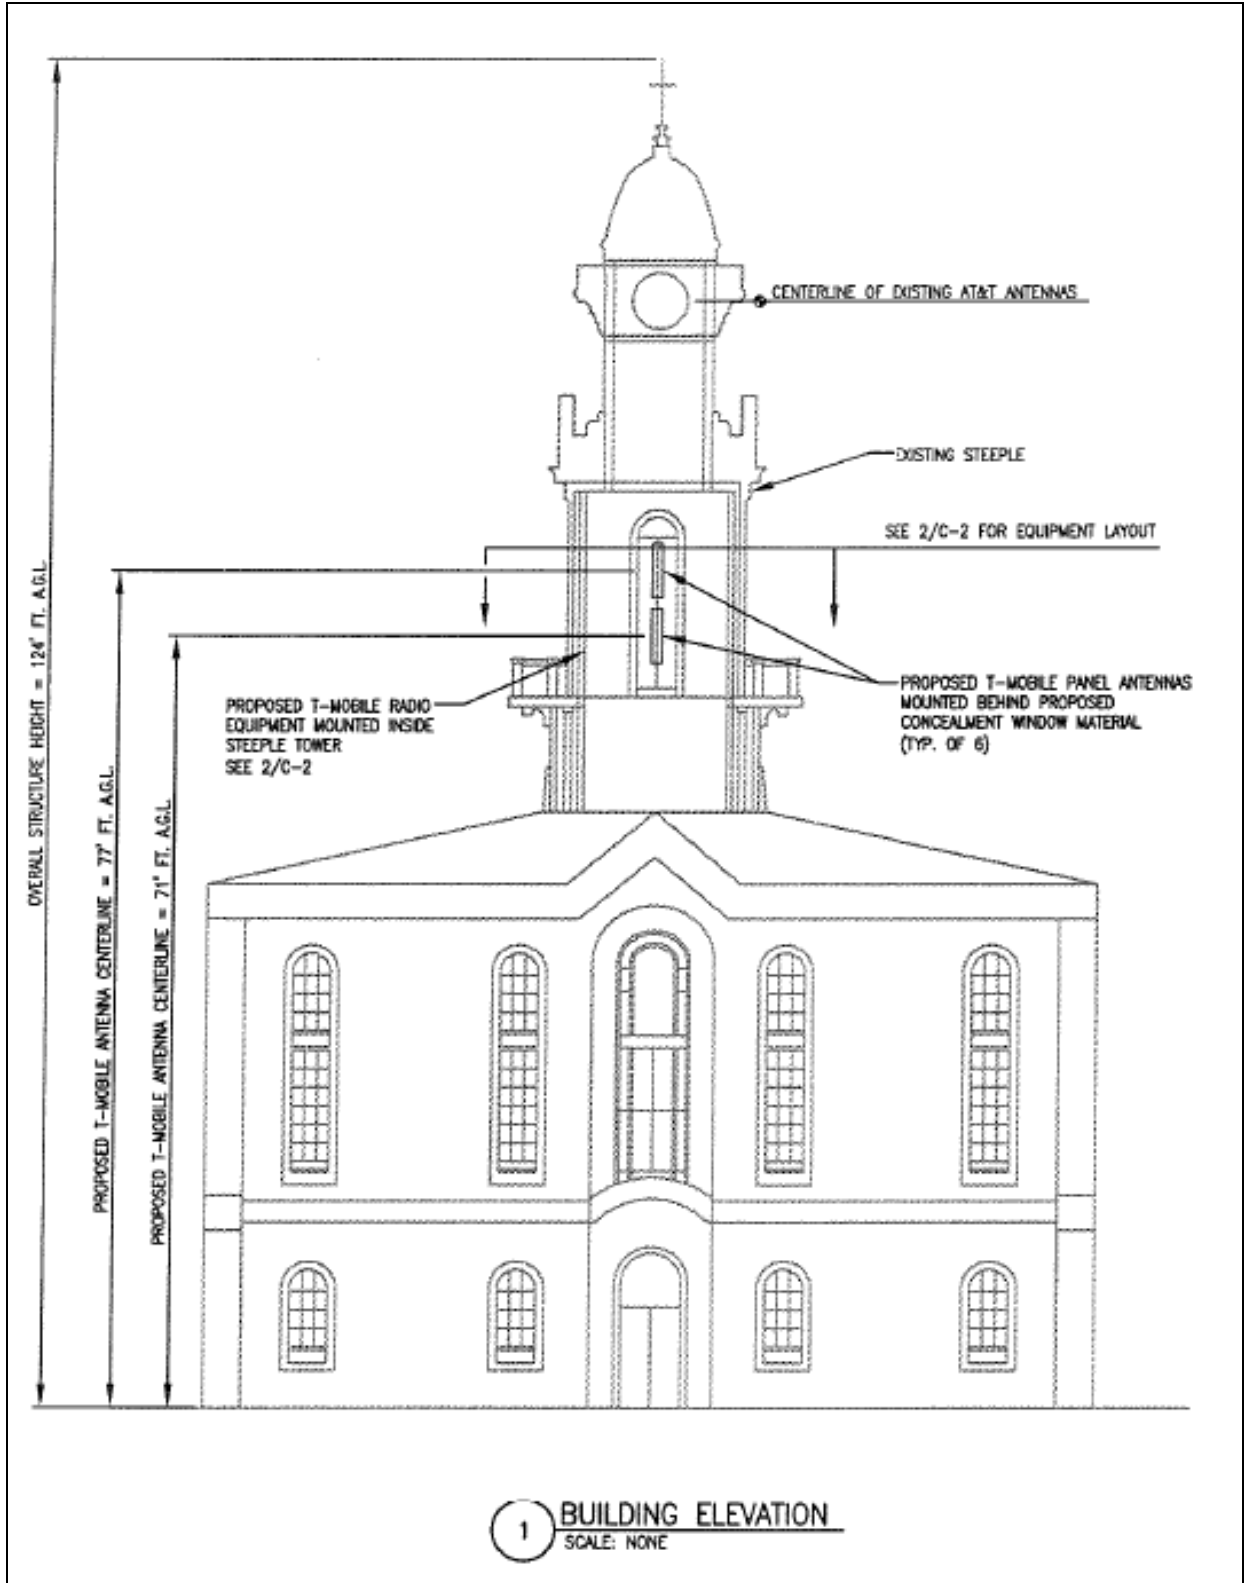 CENTERLINE OF EXISTING AT&T ANTENNAS
EXISTING STEEPLE
SEE 2/C-2 FOR EQUIPMENT LAYOUT
PROPOSED T-MOBILE RADIO
EQUIPMENT MOUNTED INSIDE
STEEPLE TOWER
SEE 2/C-2
PROPOSED T-MOBILE PANEL ANTENNAS
MOUNTED BEHIND PROPOSED
CONCEALMENT WINDOW MATERIAL
(TYP. OF 6)
OVERALL STRUCTURE HEIGHT = 124' FT. A.G.L.
PROPOSED T-MOBILE ANTENNA CENTERLINE = 77' FT. A.G.L.
PROPOSED T-MOBILE ANTENNA CENTERLINE = 71' FT. A.G.L.
1 BUILDING ELEVATION
SCALE: NONE